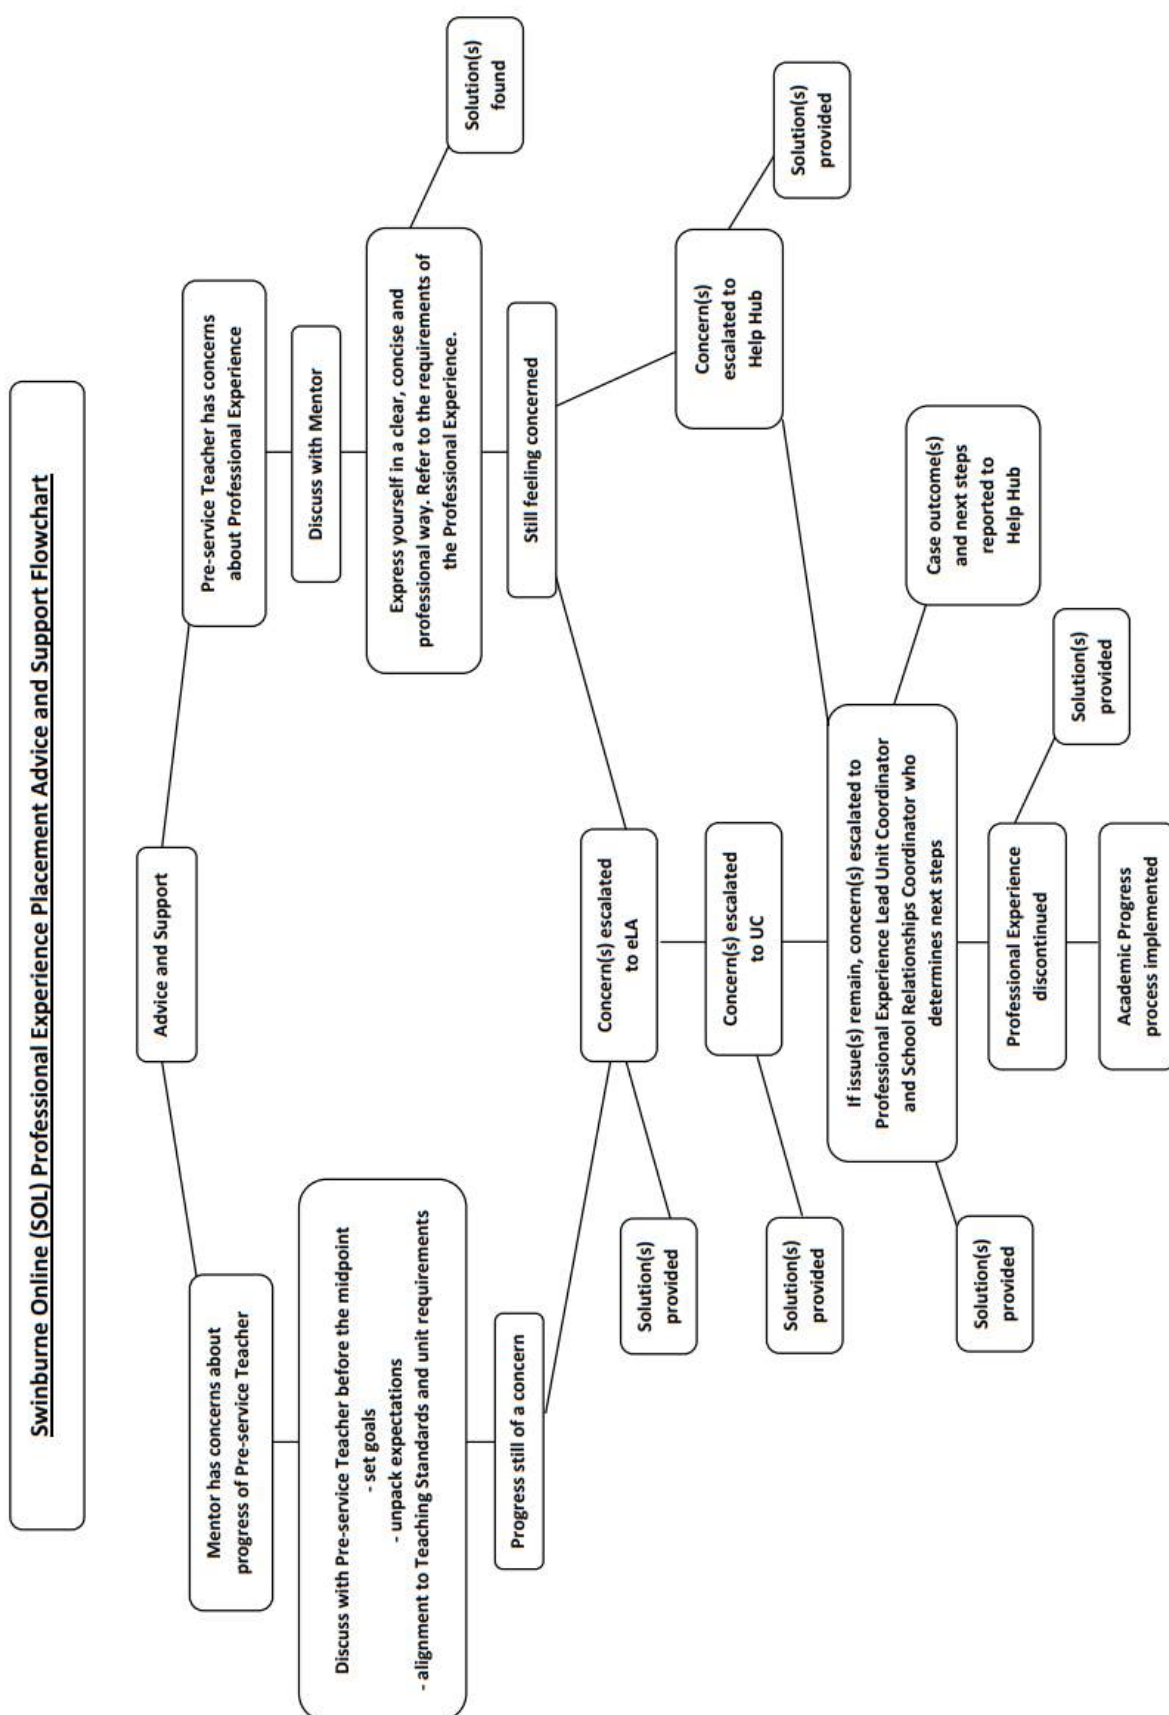 Swinburne Online (SOL) Professional Experience Placement Advice and Support Flowchart
Advice and Support
Mentor has concerns about
progress of Pre-service Teacher
Pre-service Teacher has concerns
about Professional Experience
Discuss with Mentor
Discuss with Pre-service Teacher before the midpoint
- set goals
- unpack expectations
- alignment to Teaching Standards and unit requirements
Express yourself in a clear, concise and
professional way. Refer to the requirements of
the Professional Experience.
Solution(s)
found
Progress still of a concern
Still feeling concerned
Concern(s) escalated
to eLA
Solution(s)
provided
Concern(s)
escalated to
Help Hub
Solution(s)
provided
Concern(s) escalated
to UC
Solution(s)
provided
If issue(s) remain, concern(s) escalated to
Professional Experience Lead Unit Coordinator
and School Relationships Coordinator who
determines next steps
Case outcome(s)
and next steps
reported to
Help Hub
Solution(s)
provided
Professional Experience
discontinued
Solution(s)
provided
Academic Progress
process implemented